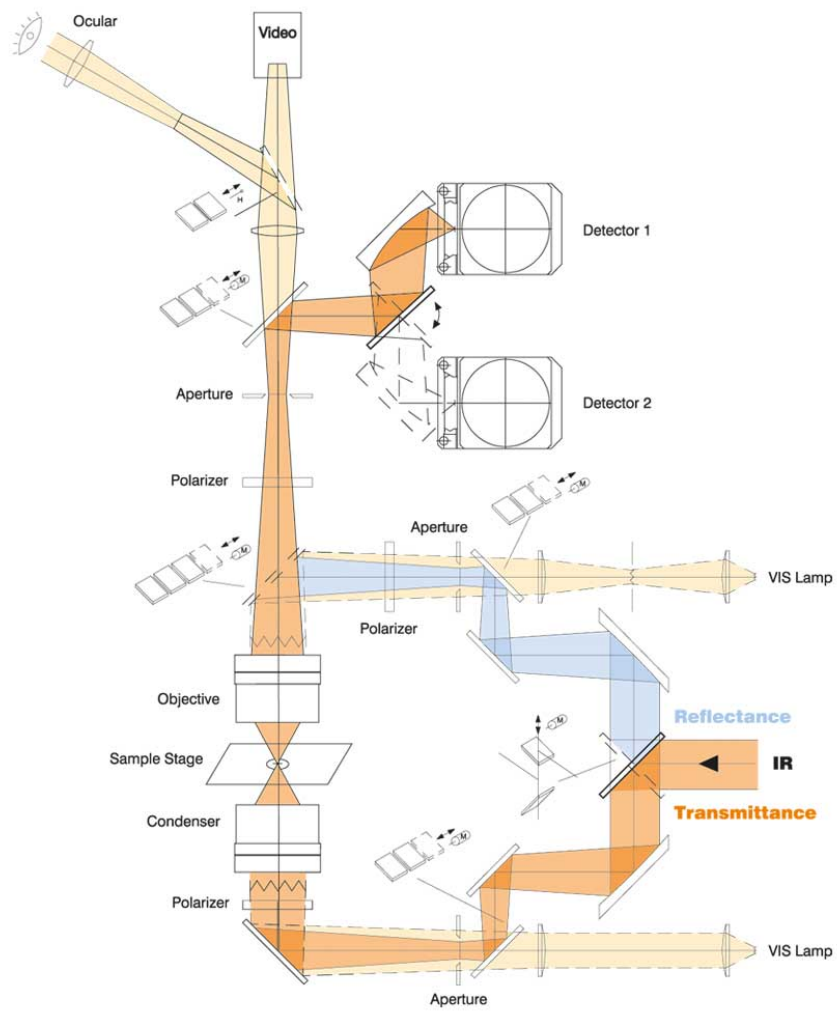 Ocular
Video
H
Detector 1
M
Aperture
Detector 2
Polarizer
M
Aperture
M
VIS Lamp
Polarizer
Objective
Reflectance
M
Sample Stage
IR
Condenser
Transmittance
M
Polarizer
VIS Lamp
Aperture